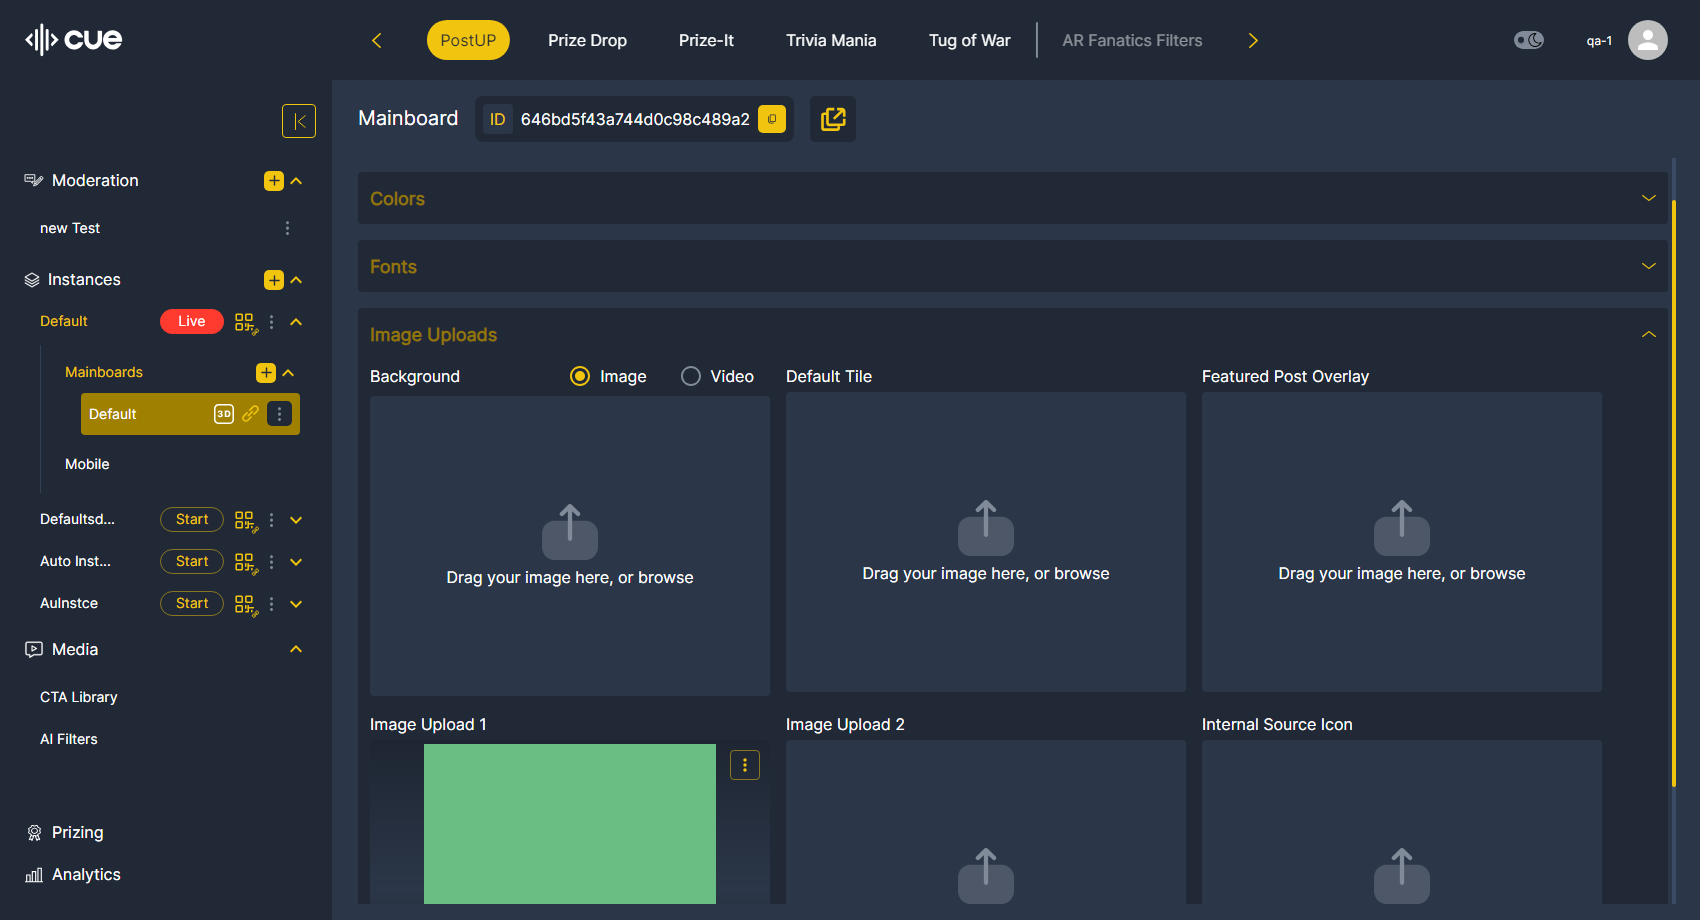 cue
PostUP
Prize Drop
Prize-It
Trivia Mania
Tug of War
AR Fanatics Filters
qa-1
Moderation
new Test
Instances
Default
Live
Mainboards
Default
3D
Mobile
Defaultsd...
Start
Auto Inst...
Start
AuInstce
Start
Media
CTA Library
AI Filters
Prizing
Analytics
Mainboard
ID
646bd5f43a744d0c98c489a2
Colors
Fonts
Image Uploads
Background
Image
Video
Default Tile
Featured Post Overlay
Drag your image here, or browse
Drag your image here, or browse
Drag your image here, or browse
Image Upload 1
Image Upload 2
Internal Source Icon